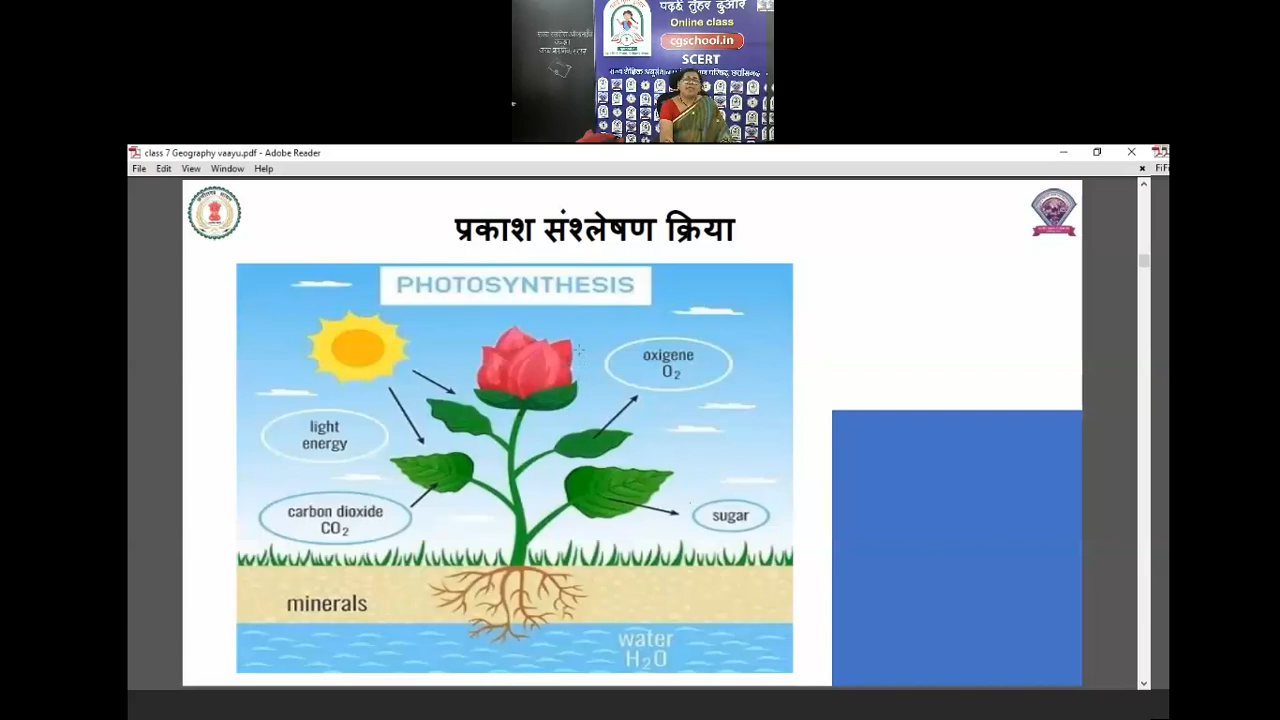 पढ़ई तुंहर दुआर
Online class
cgschool.in
SCERT
class 7 Geography vaayu.pdf - Adobe Reader
File Edit View Window Help
प्रकाश संश्लेषण क्रिया
PHOTOSYNTHESIS
oxigene
O₂
light
energy
carbon dioxide
CO₂
sugar
minerals
water
H₂O